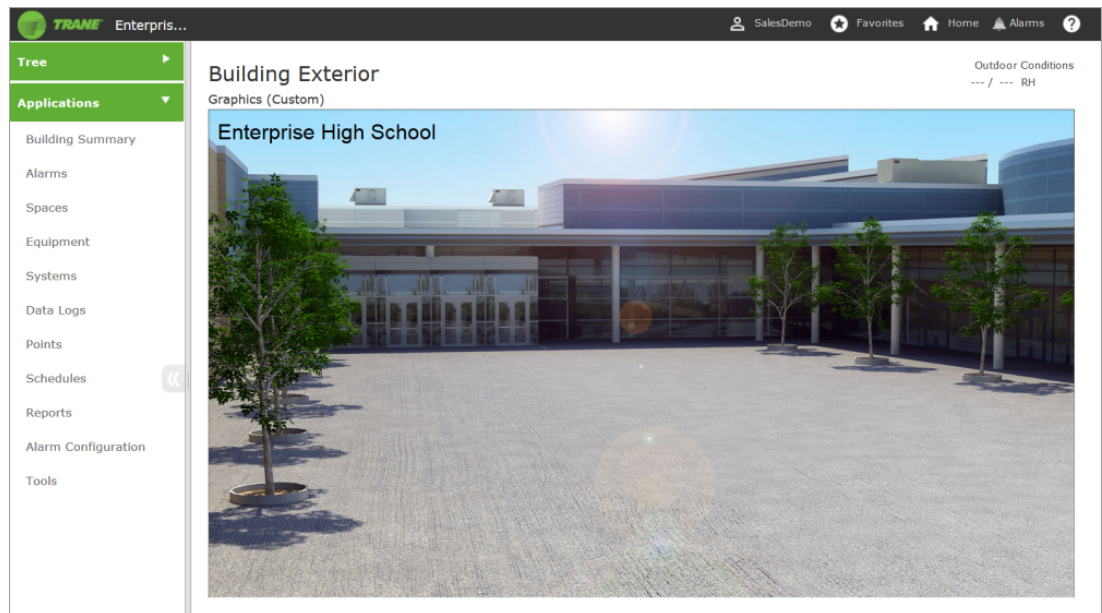 TRANE Enterpris...
SalesDemo Favorites Home Alarms ?
Tree
Applications
Building Summary
Alarms
Spaces
Equipment
Systems
Data Logs
Points
Schedules
Reports
Alarm Configuration
Tools
Building Exterior
Graphics (Custom)
Outdoor Conditions
--- / --- RH
Enterprise High School